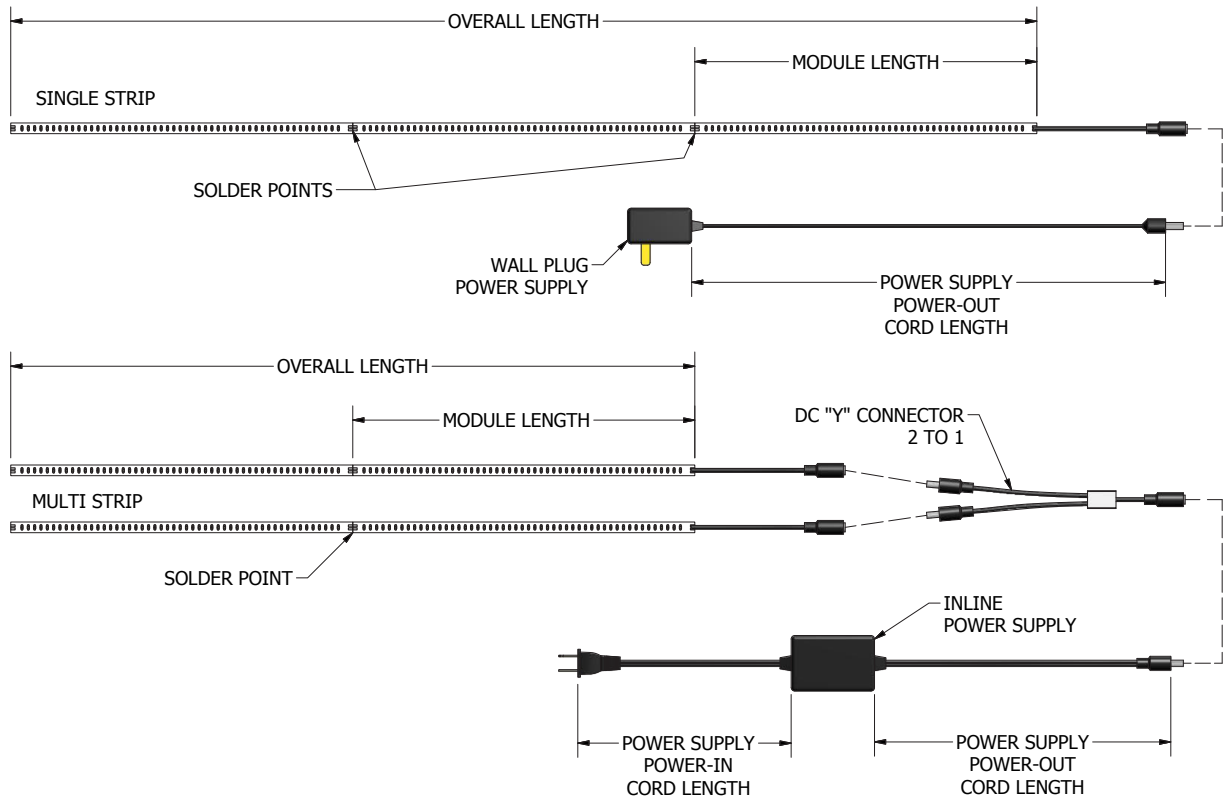 OVERALL LENGTH
MODULE LENGTH
SINGLE STRIP
SOLDER POINTS
WALL PLUG
POWER SUPPLY
POWER SUPPLY
POWER-OUT
CORD LENGTH
OVERALL LENGTH
MODULE LENGTH
DC "Y" CONNECTOR
2 TO 1
MULTI STRIP
SOLDER POINT
INLINE
POWER SUPPLY
POWER SUPPLY
POWER-IN
CORD LENGTH
POWER SUPPLY
POWER-OUT
CORD LENGTH